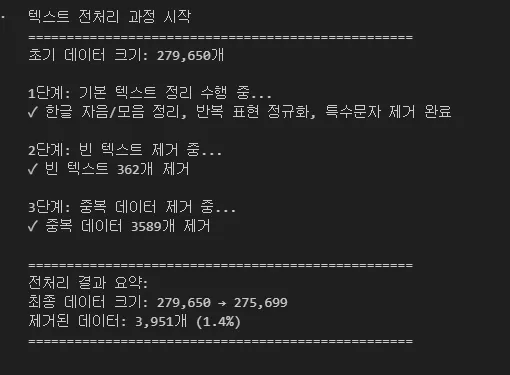 텍스트 전처리 과정 시작
==================================================
초기 데이터 크기: 279,650개
1단계: 기본 텍스트 정리 수행 중...
✓ 한글 자음/모음 정리, 반복 표현 정규화, 특수문자 제거 완료
2단계: 빈 텍스트 제거 중...
✓ 빈 텍스트 362개 제거
3단계: 중복 데이터 제거 중...
✓ 중복 데이터 3589개 제거
==================================================
전처리 결과 요약:
최종 데이터 크기: 279,650 → 275,699
제거된 데이터: 3,951개 (1.4%)
==================================================